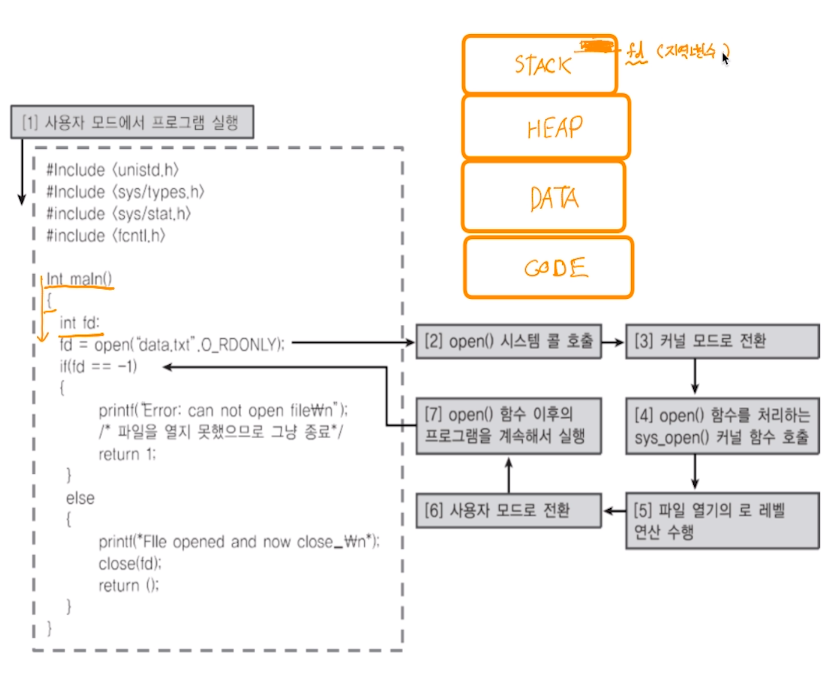 STACK
fd (지역변수)
HEAP
DATA
CODE
[1] 사용자 모드에서 프로그램 실행
#Include <unistd.h>
#Include <sys/types.h>
#include <sys/stat.h>
#include <fcntl.h>
Int maIn()
{
int fd:
fd = open("data.txt",O_RDONLY);
if(fd == -1)
{
printf("Error: can not open file₩n");
/* 파일을 열지 못했으므로 그냥 종료*/
return 1;
}
else
{
printf("FIle opened and now close_₩n");
close(fd);
return ();
}
}
[2] open() 시스템 콜 호출
[3] 커널 모드로 전환
[4] open() 함수를 처리하는
sys_open() 커널 함수 호출
[5] 파일 열기의 로 레벨
연산 수행
[6] 사용자 모드로 전환
[7] open() 함수 이후의
프로그램을 계속해서 실행